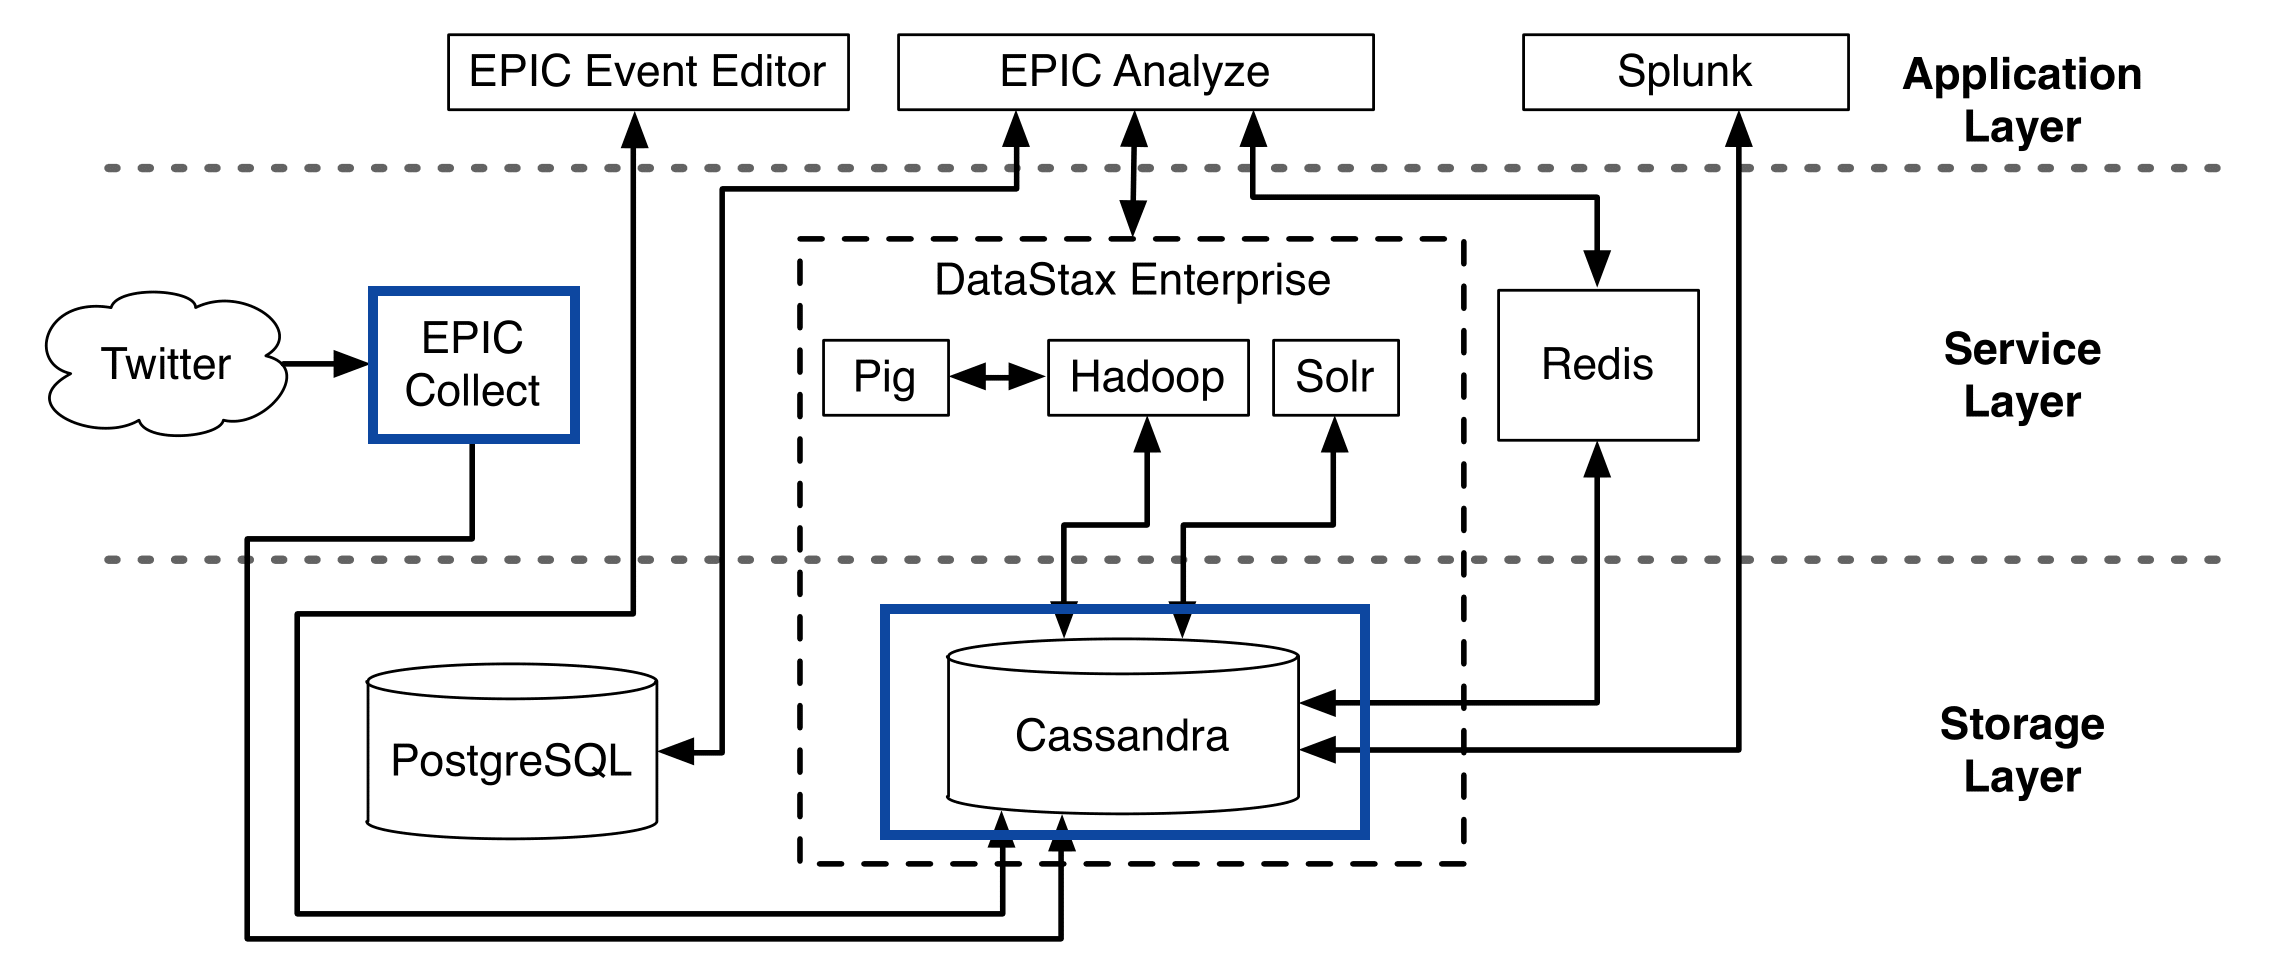 EPIC Event Editor
EPIC Analyze
Splunk
Application
Layer
DataStax Enterprise
Twitter
EPIC
Collect
Pig
Hadoop
Solr
Redis
Service
Layer
PostgreSQL
Cassandra
Storage
Layer